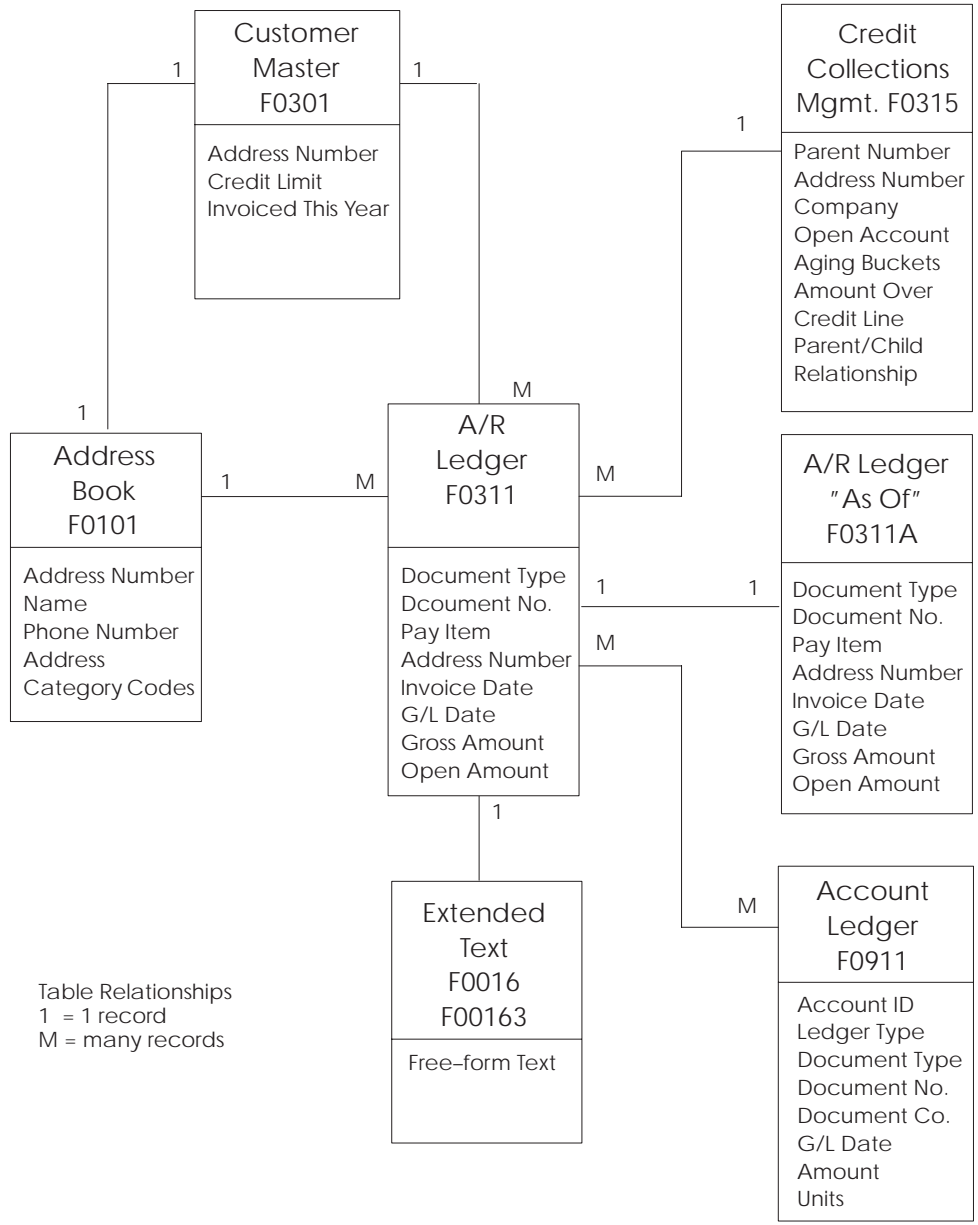 Customer
Master
F0301
Address Number
Credit Limit
Invoiced This Year
1
1
Credit
Collections
Mgmt. F0315
Parent Number
Address Number
Company
Open Account
Aging Buckets
Amount Over
Credit Line
Parent/Child
Relationship
1
1
Address
Book
F0101
Address Number
Name
Phone Number
Address
Category Codes
1
M
M
A/R
Ledger
F0311
Document Type
Dcoument No.
Pay Item
Address Number
Invoice Date
G/L Date
Gross Amount
Open Amount
M
1
1
M
A/R Ledger
"As Of"
F0311A
Document Type
Document No.
Pay Item
Address Number
Invoice Date
G/L Date
Gross Amount
Open Amount
1
Extended
Text
F0016
F00163
Free–form Text
M
Account
Ledger
F0911
Account ID
Ledger Type
Document Type
Document No.
Document Co.
G/L Date
Amount
Units
Table Relationships
1 = 1 record
M = many records